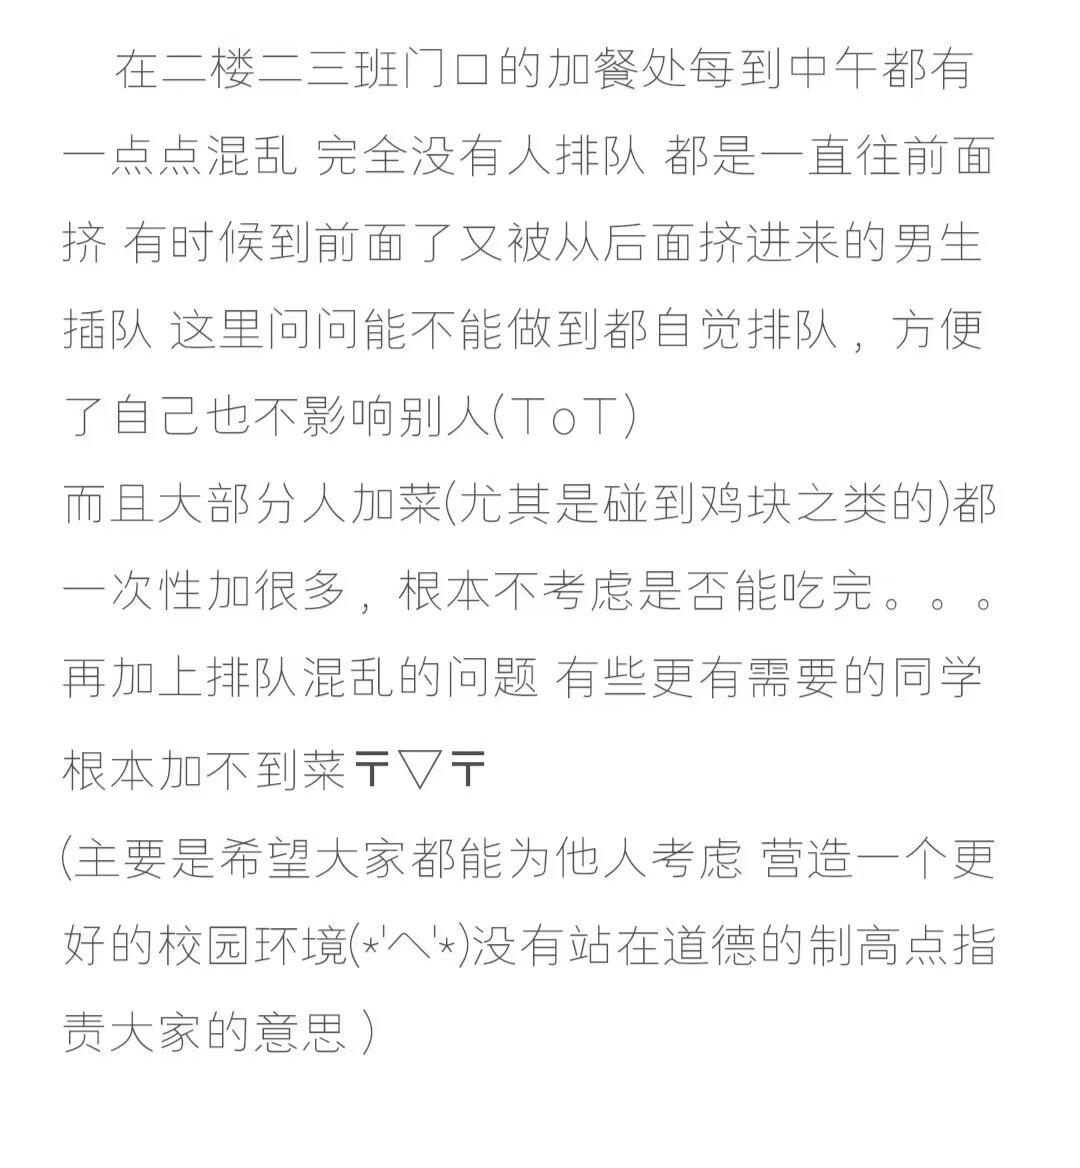 在二楼二三班门口的加餐处每到中午都有
一点点混乱 完全没有人排队 都是一直往前面
挤 有时候到前面了又被从后面挤进来的男生
插队 这里问问能不能做到都自觉排队，方便
了自己也不影响别人(ToT)
而且大部分人加菜(尤其是碰到鸡块之类的)都
一次性加很多，根本不考虑是否能吃完。。。
再加上排队混乱的问题 有些更有需要的同学
根本加不到菜〒▽〒
(主要是希望大家都能为他人考虑 营造一个更
好的校园环境(*'へ'*)没有站在道德的制高点指
责大家的意思）